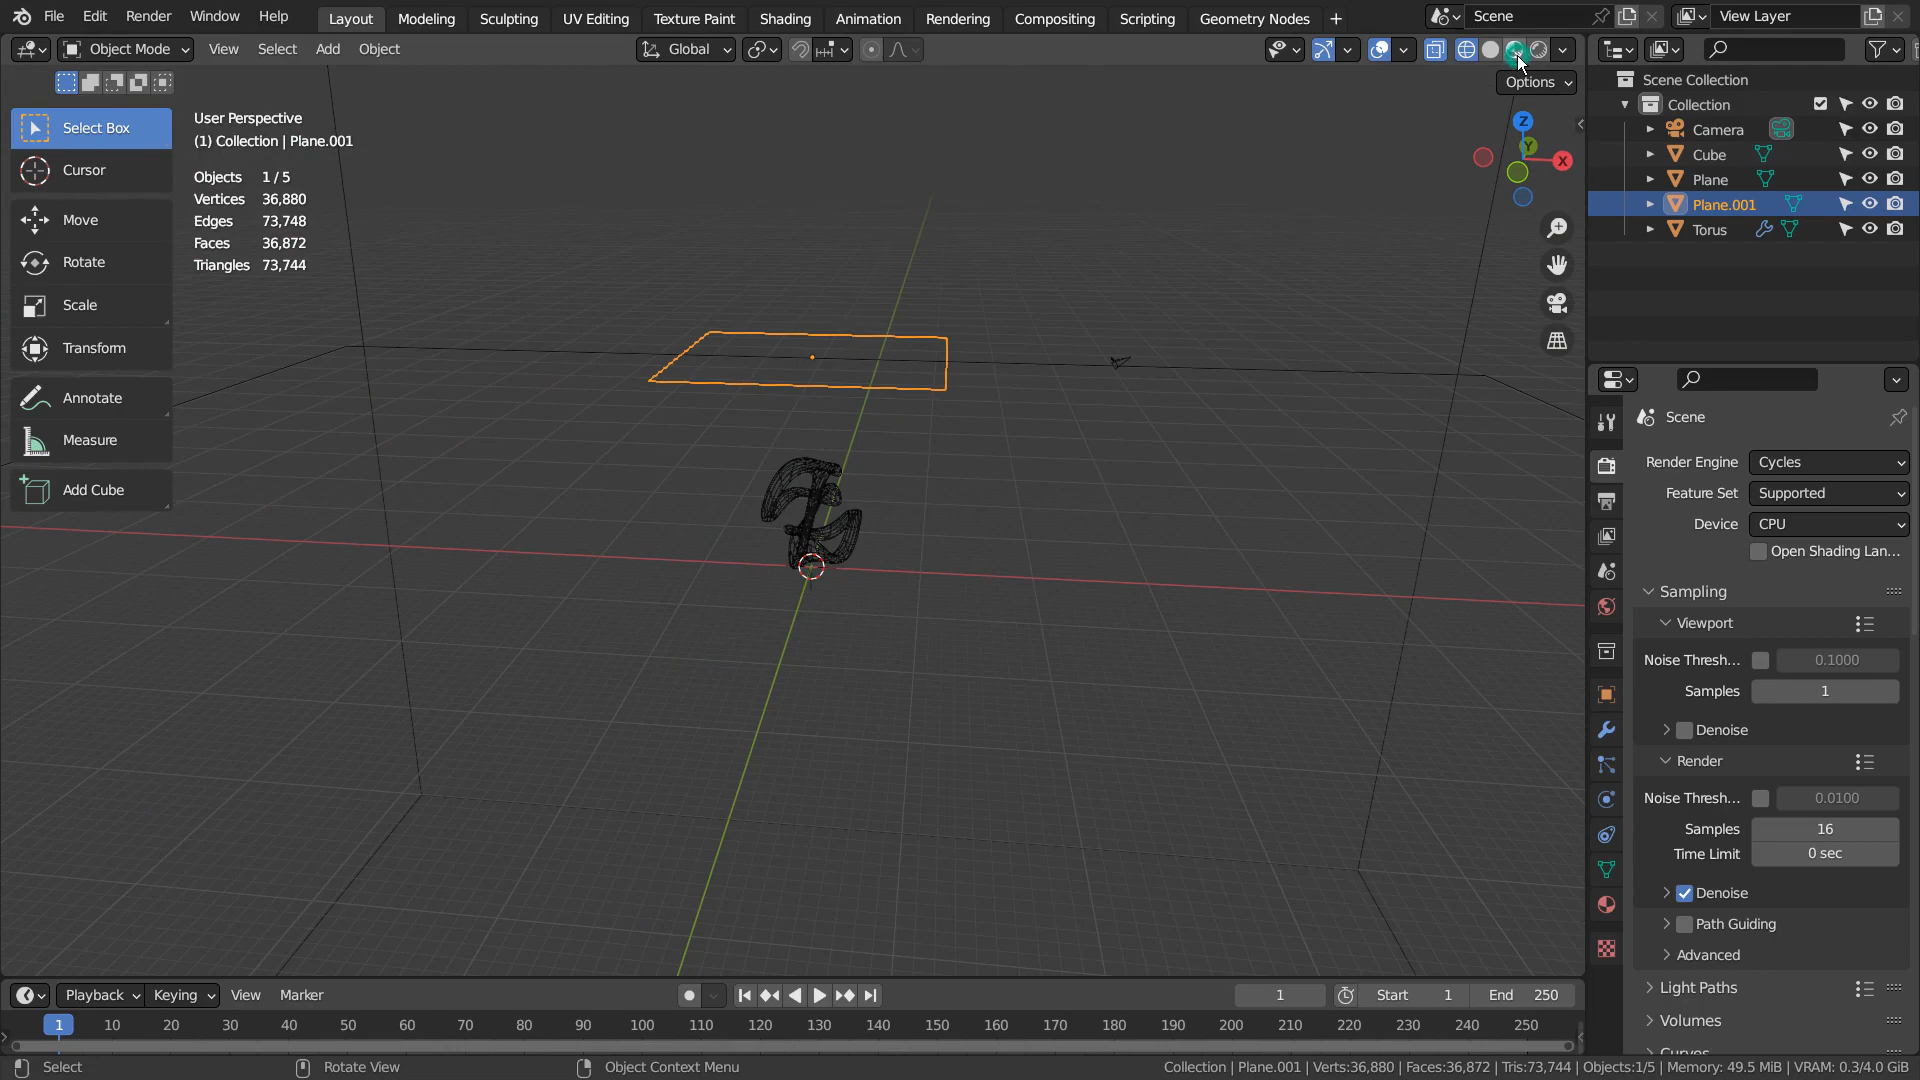 File Edit Render Window Help Layout Modeling Sculpting UV Editing Texture Paint Shading Animation Rendering Compositing Scripting Geometry Nodes + Scene View Layer
Object Mode View Select Add Object Global
Options
Select Box
Cursor
Move
Rotate
Scale
Transform
Annotate
Measure
Add Cube
User Perspective
(1) Collection | Plane.001
Objects 1 / 5
Vertices 36,880
Edges 73,748
Faces 36,872
Triangles 73,744
Z
Y
X
Scene Collection
Collection
Camera
Cube
Plane
Plane.001
Torus
Scene
Render Engine Cycles
Feature Set Supported
Device CPU
Open Shading Lan...
Sampling
Viewport
Noise Thresh... 0.1000
Samples 1
Denoise
Render
Noise Thresh... 0.0100
Samples 16
Time Limit 0 sec
Denoise
Path Guiding
Advanced
Light Paths
Volumes
Curves
Playback Keying View Marker 1 Start 1 End 250
1 10 20 30 40 50 60 70 80 90 100 110 120 130 140 150 160 170 180 190 200 210 220 230 240 250
Select Rotate View Object Context Menu Collection | Plane.001 | Verts:36,880 | Faces:36,872 | Tris:73,744 | Objects:1/5 | Memory: 49.5 MiB | VRAM: 0.3/4.0 GiB